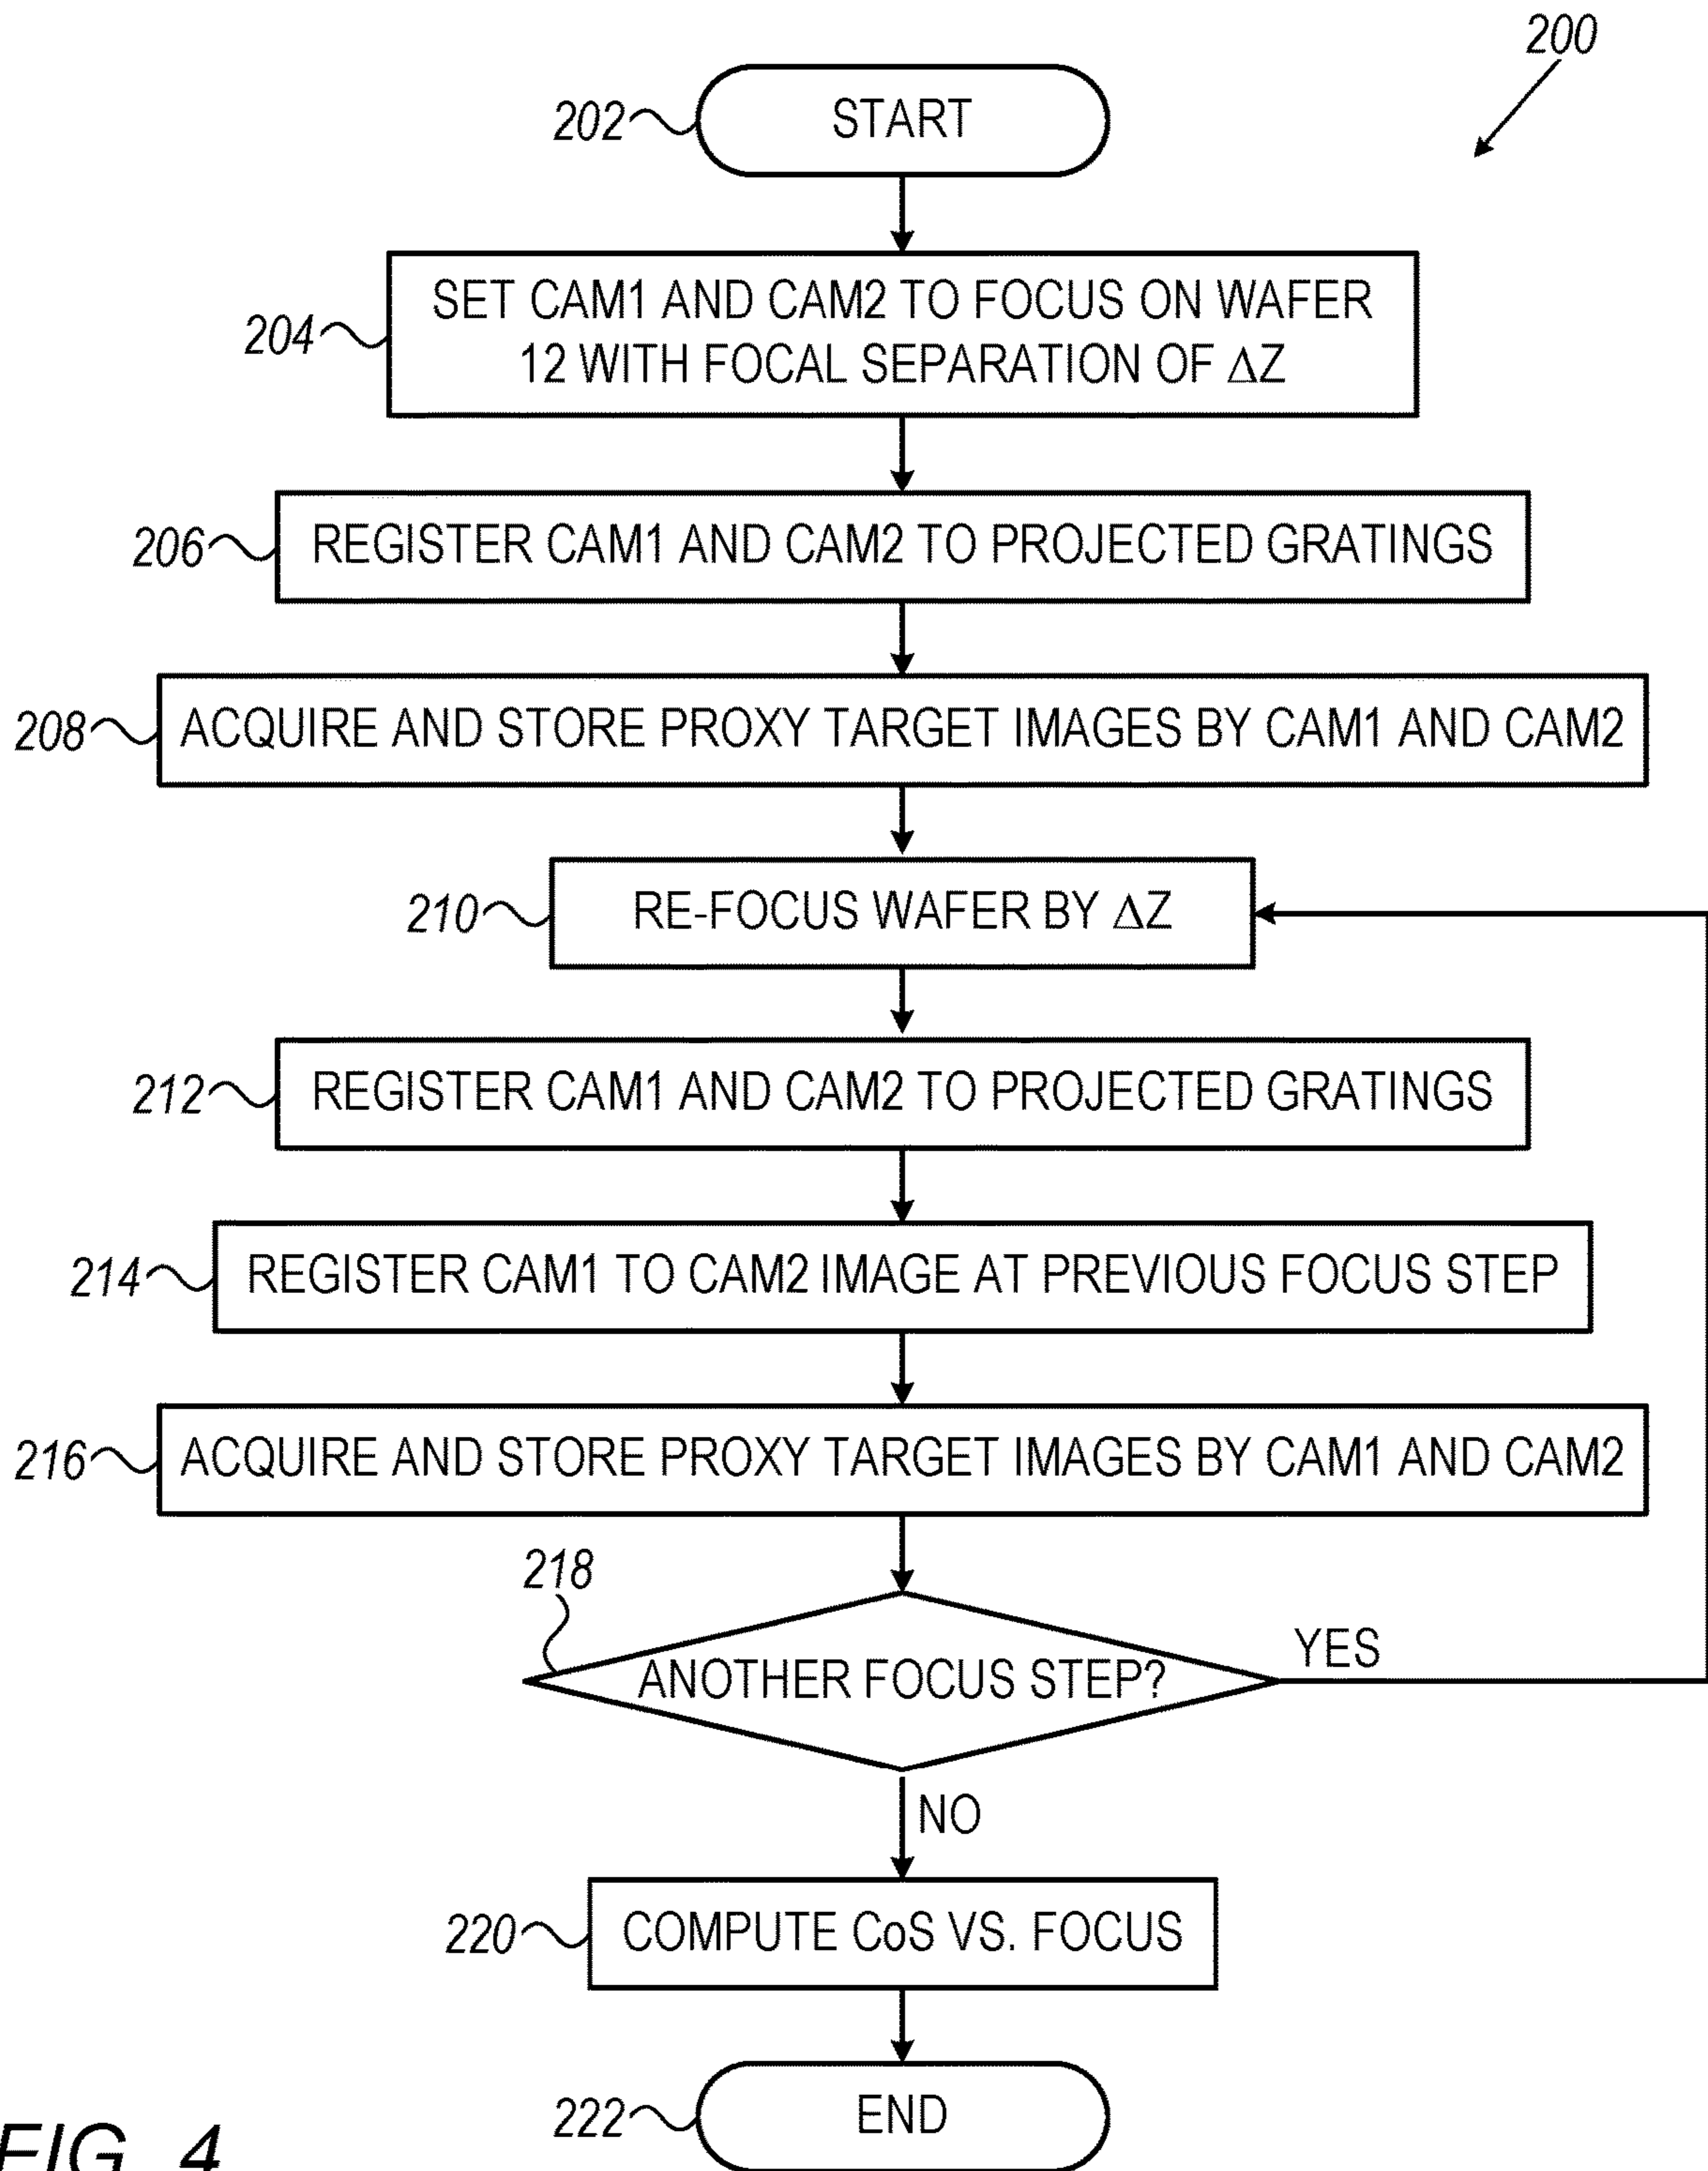 200
202 START
204 SET CAM1 AND CAM2 TO FOCUS ON WAFER
12 WITH FOCAL SEPARATION OF ΔZ
206 REGISTER CAM1 AND CAM2 TO PROJECTED GRATINGS
208 ACQUIRE AND STORE PROXY TARGET IMAGES BY CAM1 AND CAM2
210 RE-FOCUS WAFER BY ΔZ
212 REGISTER CAM1 AND CAM2 TO PROJECTED GRATINGS
214 REGISTER CAM1 TO CAM2 IMAGE AT PREVIOUS FOCUS STEP
216 ACQUIRE AND STORE PROXY TARGET IMAGES BY CAM1 AND CAM2
218
ANOTHER FOCUS STEP?
YES
NO
220 COMPUTE CoS VS. FOCUS
222 END
FIG. 4